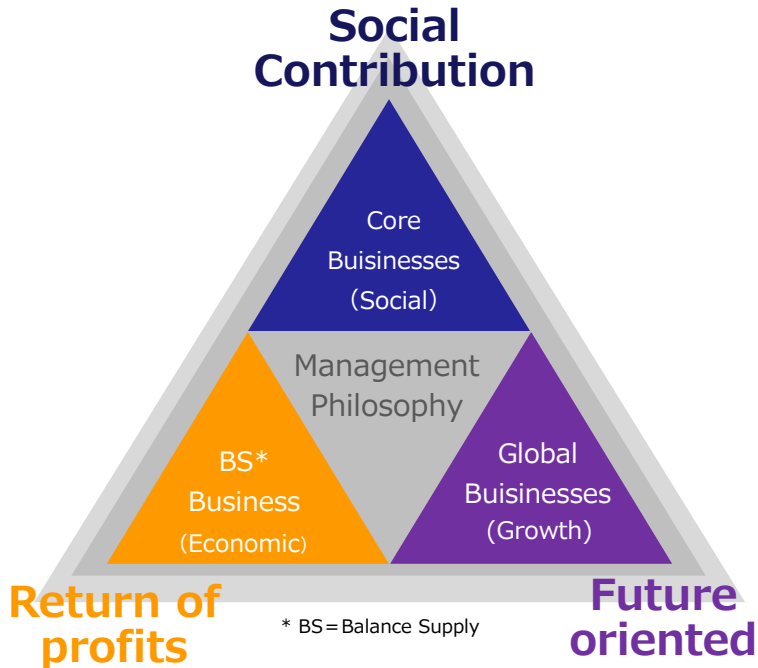 Social
Contribution
Core
Buisinesses
（Social）
Management
Philosophy
BS*
Business
（Economic）
Global
Buisinesses
(Growth)
Return of
profits
* BS＝Balance Supply
Future
oriented